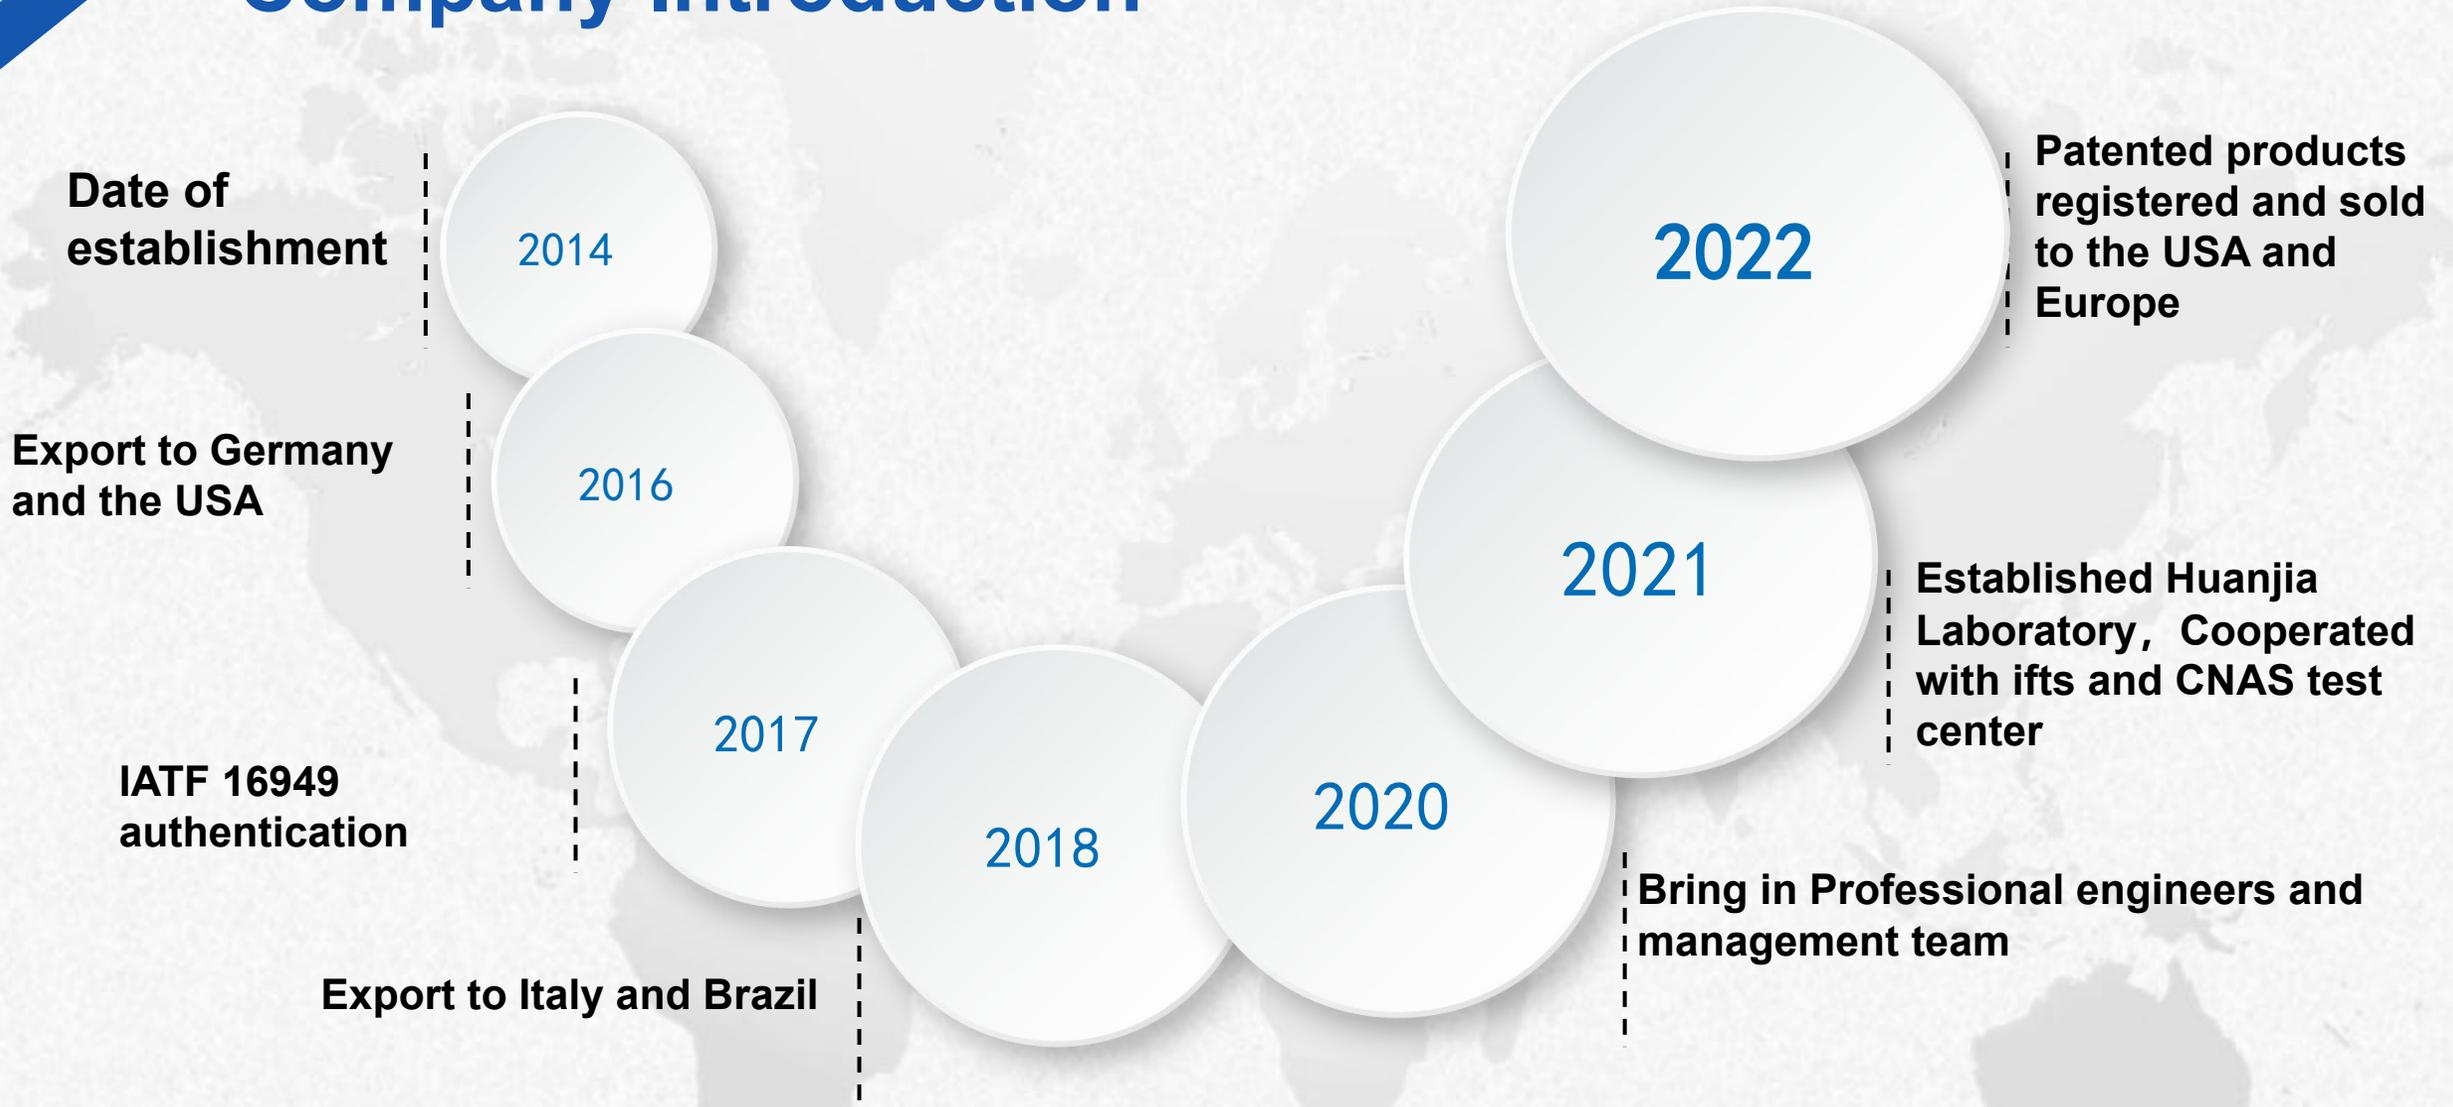 Company Introduction
Date of
establishment
2014
Export to Germany
and the USA
2016
IATF 16949
authentication
2017
Export to Italy and Brazil
2018
2020
Bring in Professional engineers and
management team
2021
Established Huanjia
Laboratory，Cooperated
with ifts and CNAS test
center
2022
Patented products
registered and sold
to the USA and
Europe